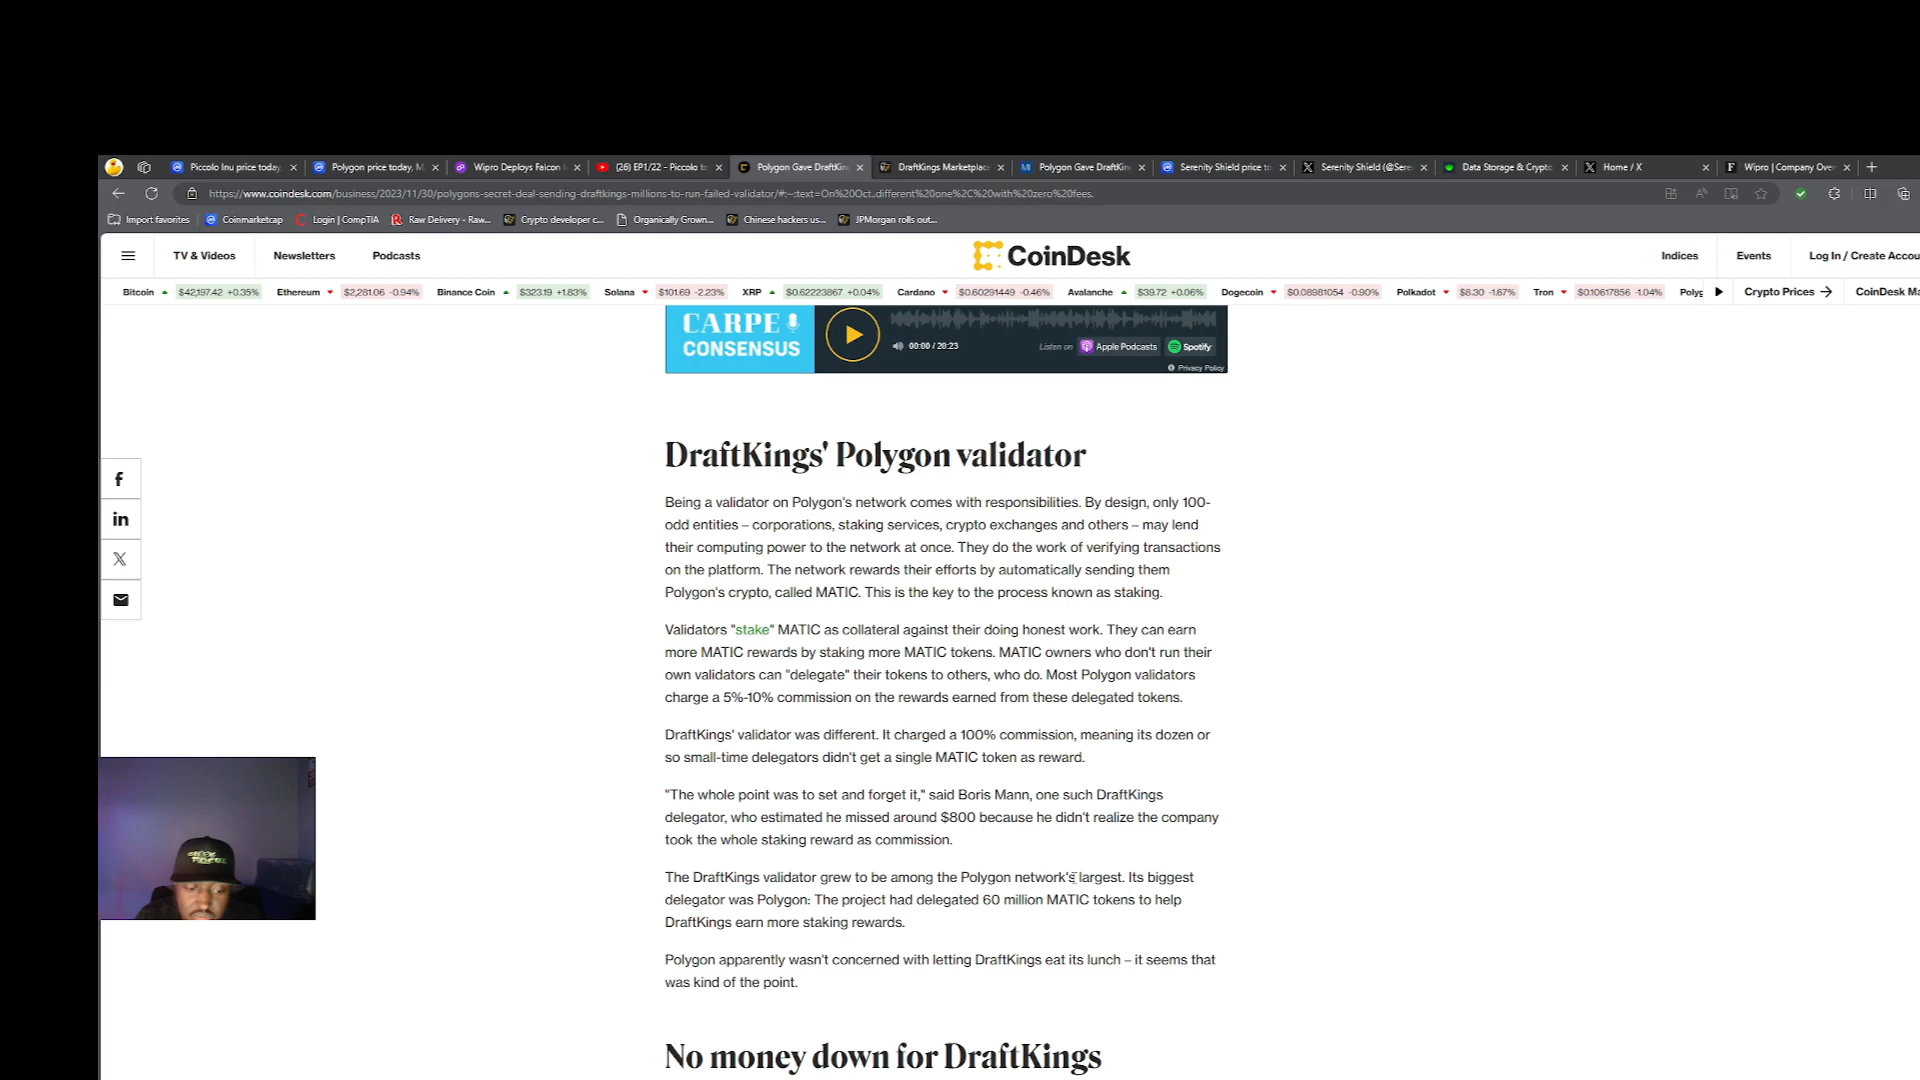 Piccolo Inu price today,
Polygon price today, M
Wipro Deploys Falcon
(26) EP1/22 - Piccolo to
Polygon Gave DraftKin
DraftKings Marketplace
Polygon Gave DraftKin
Serenity Shield price to
Serenity Shield (@Sere
Data Storage & Crypto
Home / X
Wipro | Company Over
https://www.coindesk.com/business/2023/11/30/polygons-secret-deal-sending-draftkings-millions-to-run-failed-validator/#:~:text=On%20Oct..different%20one%2C%20with%20zero%20fees.
Import favorites
Coinmarketcap
Login | CompTIA
Raw Delivery - Raw...
Crypto developer c...
Organically Grown...
Chinese hackers us...
JPMorgan rolls out...
TV & Videos
Newsletters
Podcasts
CoinDesk
Indices
Events
Log In / Create Accou
Bitcoin $42,197.42 +0.35%
Ethereum $2,281.06 -0.94%
Binance Coin $323.19 +1.83%
Solana $101.69 -2.23%
XRP $0.62223867 +0.04%
Cardano $0.60291449 -0.46%
Avalanche $39.72 +0.06%
Dogecoin $0.08981054 -0.90%
Polkadot $8.30 -1.67%
Tron $0.10617856 -1.04%
Polyg
Crypto Prices
CoinDesk Ma
CARPE
CONSENSUS
00:00 / 20:23
Listen on
Apple Podcasts
Spotify
Privacy Policy
DraftKings' Polygon validator
Being a validator on Polygon's network comes with responsibilities. By design, only 100-
odd entities – corporations, staking services, crypto exchanges and others – may lend
their computing power to the network at once. They do the work of verifying transactions
on the platform. The network rewards their efforts by automatically sending them
Polygon's crypto, called MATIC. This is the key to the process known as staking.
Validators "stake" MATIC as collateral against their doing honest work. They can earn
more MATIC rewards by staking more MATIC tokens. MATIC owners who don't run their
own validators can "delegate" their tokens to others, who do. Most Polygon validators
charge a 5%-10% commission on the rewards earned from these delegated tokens.
DraftKings' validator was different. It charged a 100% commission, meaning its dozen or
so small-time delegators didn't get a single MATIC token as reward.
"The whole point was to set and forget it," said Boris Mann, one such DraftKings
delegator, who estimated he missed around $800 because he didn't realize the company
took the whole staking reward as commission.
The DraftKings validator grew to be among the Polygon network's largest. Its biggest
delegator was Polygon: The project had delegated 60 million MATIC tokens to help
DraftKings earn more staking rewards.
Polygon apparently wasn't concerned with letting DraftKings eat its lunch – it seems that
was kind of the point.
No money down for DraftKings